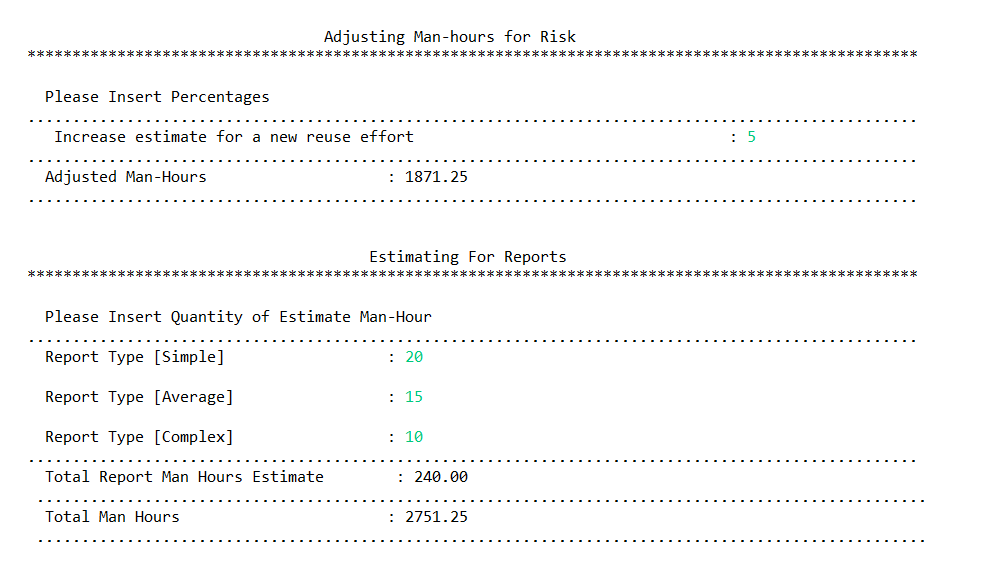 Adjusting Man-hours for Risk
***************************************************************************************************
Please Insert Percentages
...................................................................................................
Increase estimate for a new reuse effort : 5
...................................................................................................
Adjusted Man-Hours : 1871.25
...................................................................................................
Estimating For Reports
***************************************************************************************************
Please Insert Quantity of Estimate Man-Hour
...................................................................................................
Report Type [Simple] : 20
Report Type [Average] : 15
Report Type [Complex] : 10
...................................................................................................
Total Report Man Hours Estimate : 240.00
...................................................................................................
Total Man Hours : 2751.25
...................................................................................................